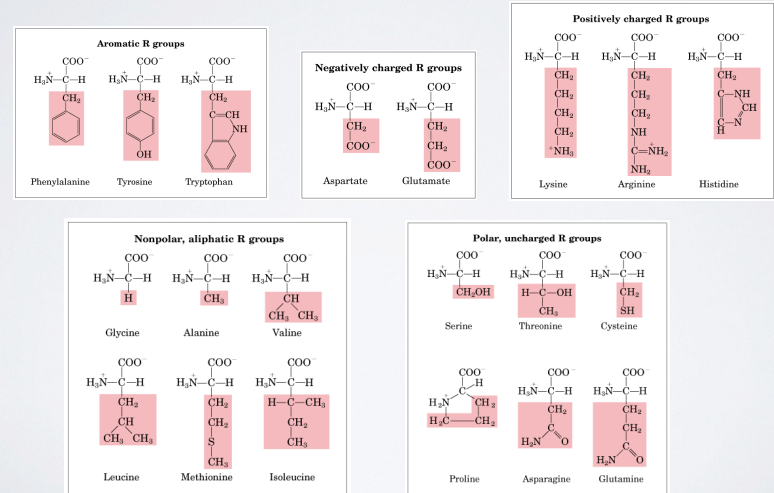 Aromatic R groups
COO⁻ COO⁻ COO⁻
H₃N⁺—C—H H₃N⁺—C—H H₃N⁺—C—H
CH₂ CH₂ CH₂
C=CH
NH
OH
Phenylalanine Tyrosine Tryptophan
Negatively charged R groups
COO⁻ COO⁻
H₃N⁺—C—H H₃N⁺—C—H
CH₂ CH₂
COO⁻ CH₂
COO⁻
Aspartate Glutamate
Positively charged R groups
COO⁻ COO⁻ COO⁻
H₃N⁺—C—H H₃N⁺—C—H H₃N⁺—C—H
CH₂ CH₂ CH₂
CH₂ CH₂ NH
CH₂ CH₂ CH
CH₂ NH C N
⁺NH₃ C=N⁺H₂ H
NH₂
Lysine Arginine Histidine
Nonpolar, aliphatic R groups
COO⁻ COO⁻ COO⁻
H₃N⁺—C—H H₃N⁺—C—H H₃N⁺—C—H
H CH₃ CH
CH₃ CH₃
Glycine Alanine Valine
COO⁻ COO⁻ COO⁻
H₃N⁺—C—H H₃N⁺—C—H H₃N⁺—C—H
CH₂ CH₂ H—C—CH₃
CH CH₂ CH₂
CH₃ CH₃ S CH₃
CH₃
Leucine Methionine Isoleucine
Polar, uncharged R groups
COO⁻ COO⁻ COO⁻
H₃N⁺—C—H H₃N⁺—C—H H₃N⁺—C—H
CH₂OH H—C—OH CH₂
CH₃ SH
Serine Threonine Cysteine
COO⁻ COO⁻ COO⁻
C H H₃N⁺—C—H H₃N⁺—C—H
H₂N⁺ CH₂ CH₂ CH₂
H₂C CH₂ C CH₂
H₂N O C
H₂N O
Proline Asparagine Glutamine